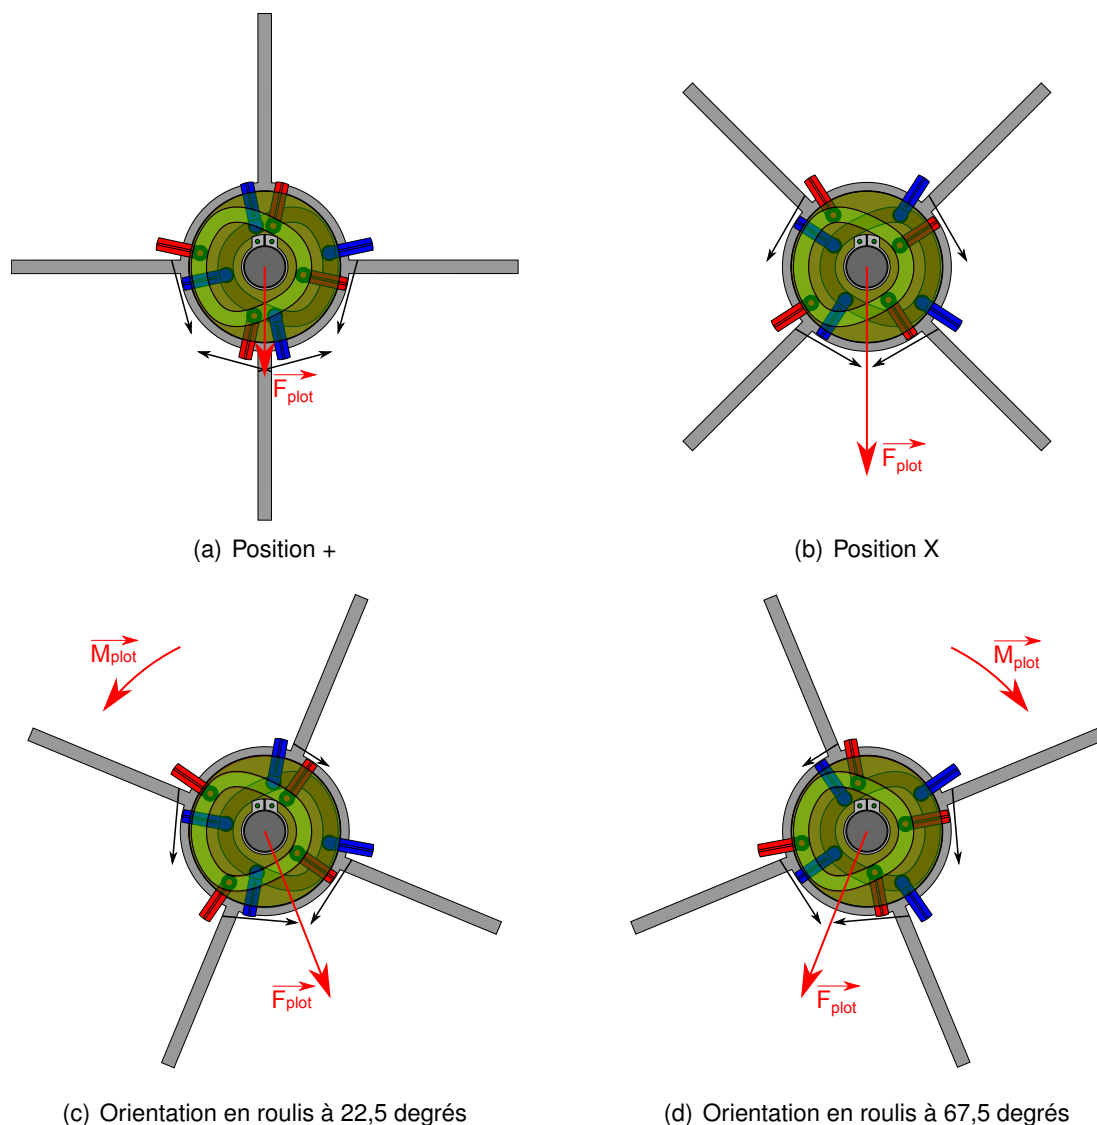 F plot
F plot
(a) Position +
(b) Position X
M plot
M plot
F plot
F plot
(c) Orientation en roulis à 22,5 degrés
(d) Orientation en roulis à 67,5 degrés